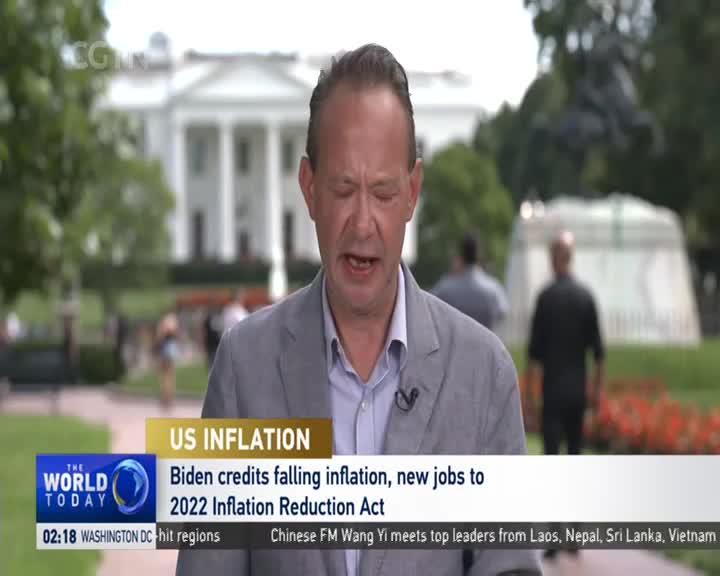 CGTN
US INFLATION
THE
WORLD
TODAY
Biden credits falling inflation, new jobs to
2022 Inflation Reduction Act
02:18 WASHINGTON DC
-hit regions Chinese FM Wang Yi meets top leaders from Laos, Nepal, Sri Lanka, Vietnam